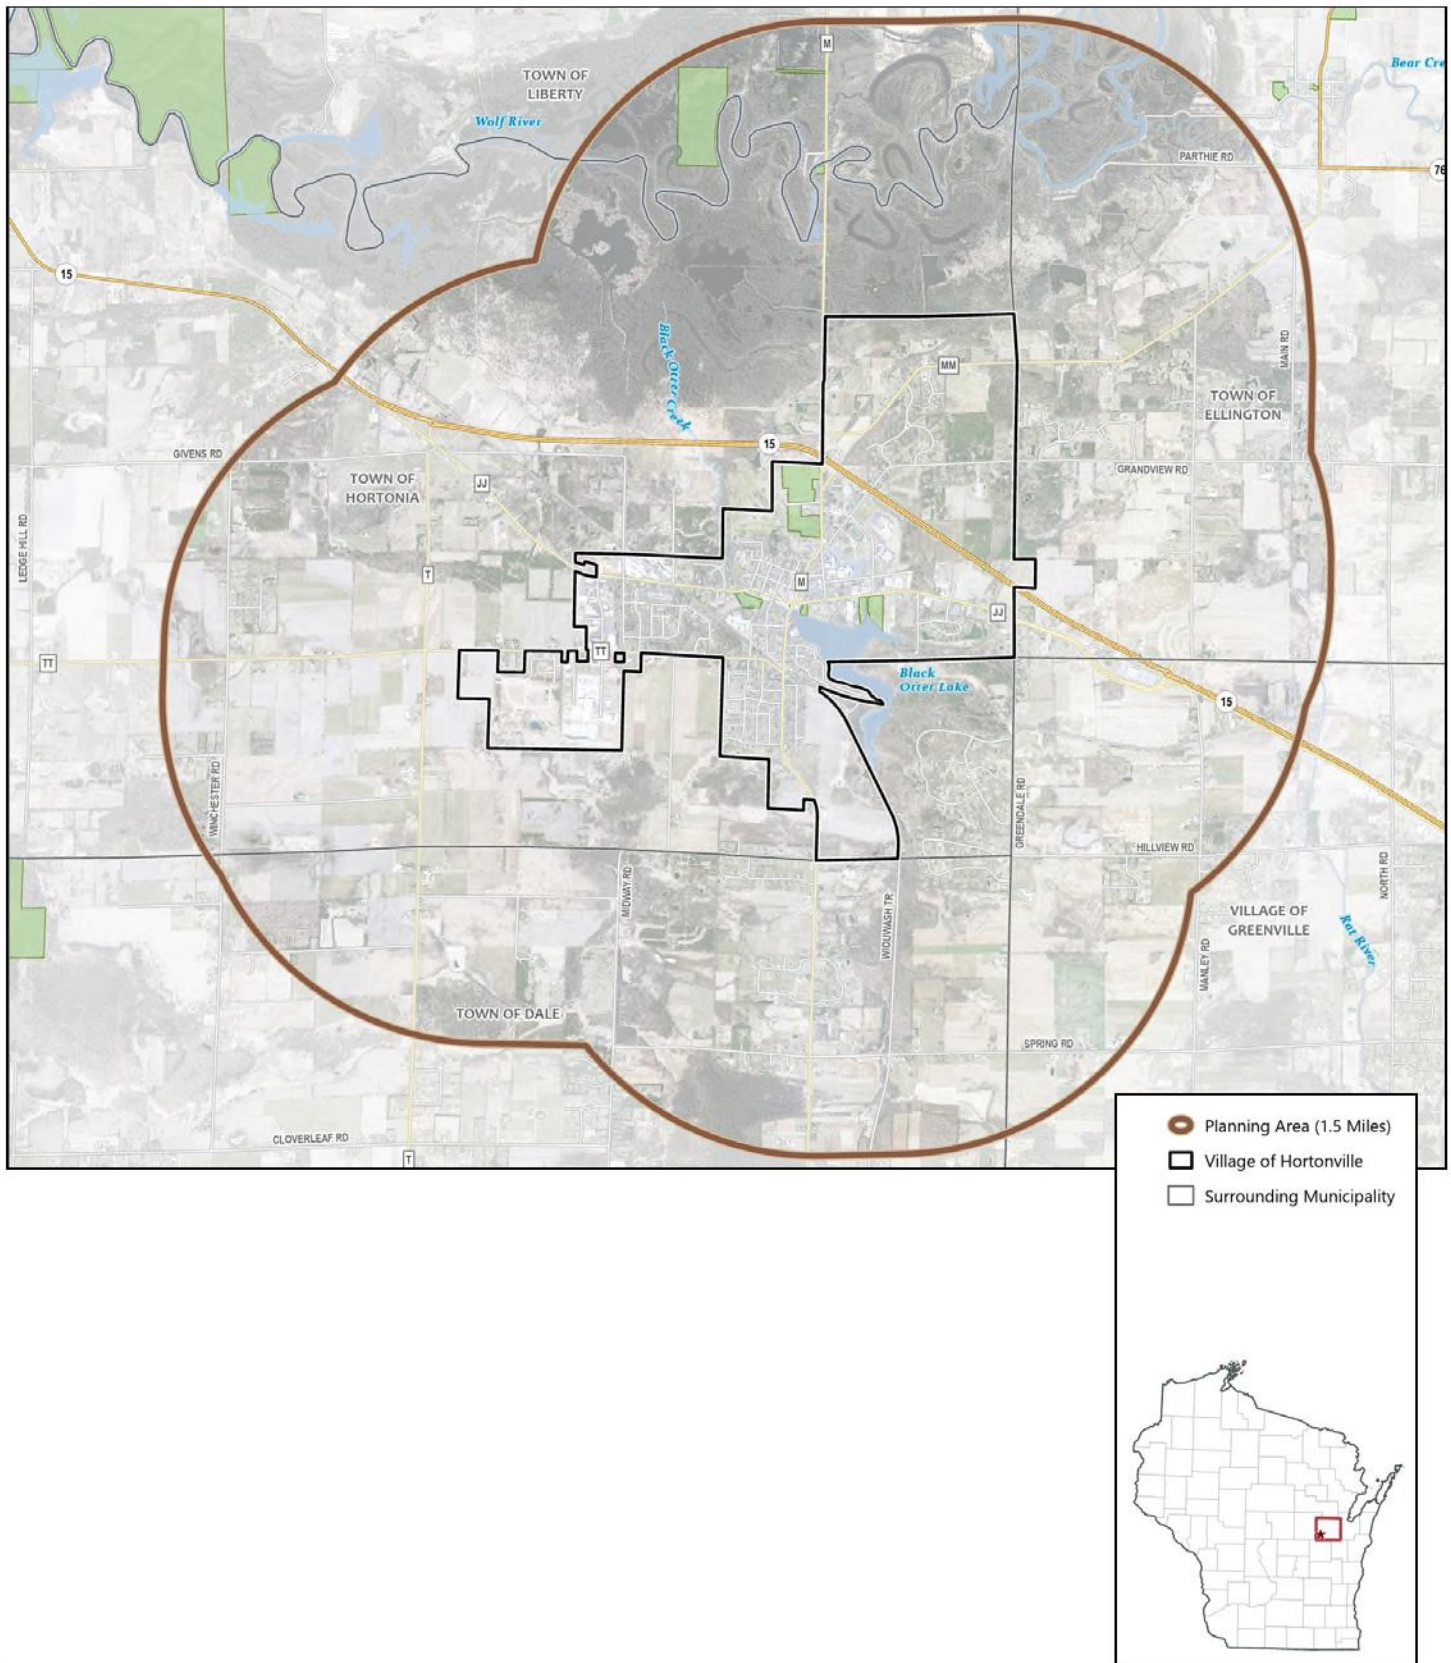 M
Bear Cre
TOWN OF
LIBERTY
Wolf River
PARTHIE RD
76
15
Black Otter Creek
MAIN RD
MM
TOWN OF
ELLINGTON
15
GIVENS RD
GRANDVIEW RD
TOWN OF
HORTONIA
JJ
LEDGE HILL RD
T
M
JJ
TT
TT
Black
Otter Lake
15
WINCHESTER RD
GREENDALE RD
HILLVIEW RD
MIDWAY RD
NORTH RD
WIOUWASH TR
VILLAGE OF
GREENVILLE
Rat River
MANLEY RD
TOWN OF DALE
SPRING RD
CLOVERLEAF RD
T
Planning Area (1.5 Miles)
Village of Hortonville
Surrounding Municipality